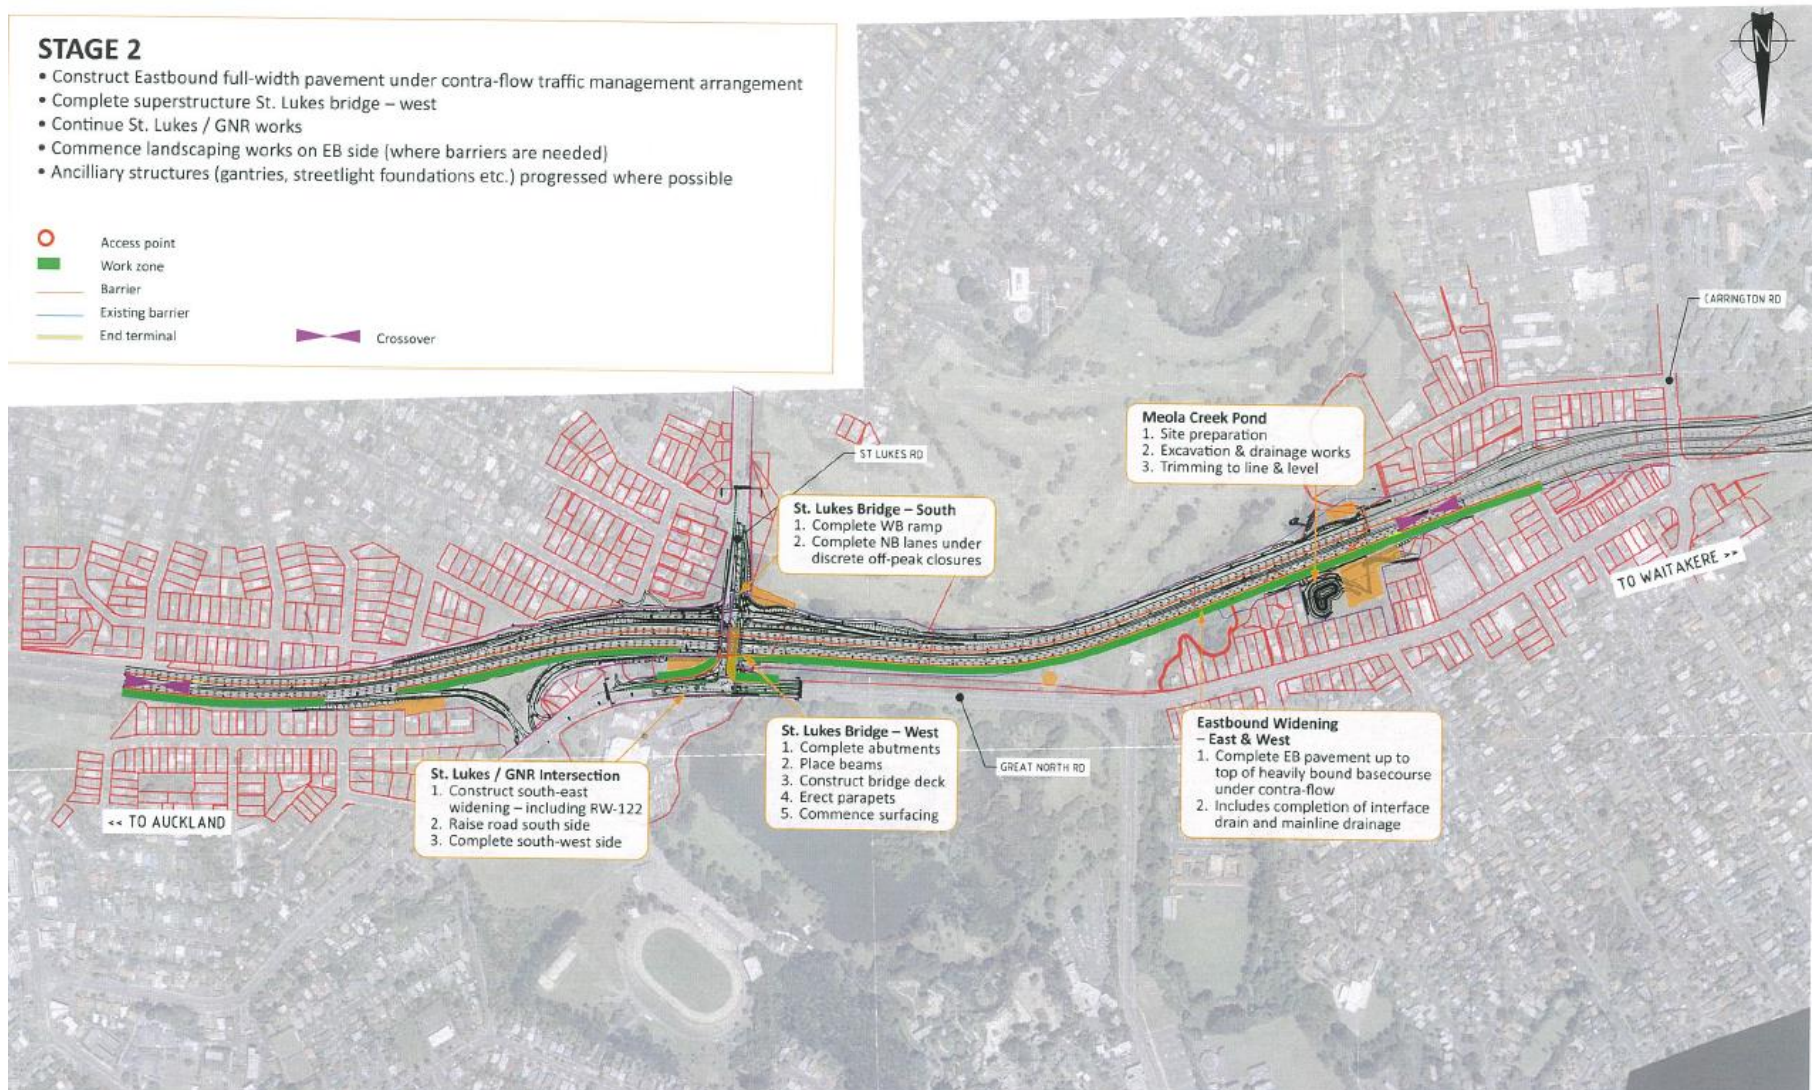 STAGE 2
• Construct Eastbound full-width pavement under contra-flow traffic management arrangement
• Complete superstructure St. Lukes bridge – west
• Continue St. Lukes / GNR works
• Commence landscaping works on EB side (where barriers are needed)
• Ancilliary structures (gantries, streetlight foundations etc.) progressed where possible
Access point
Work zone
Barrier
Existing barrier
End terminal
Crossover
N
CARRINGTON RD
Meola Creek Pond
1. Site preparation
2. Excavation & drainage works
3. Trimming to line & level
ST LUKES RD
St. Lukes Bridge – South
1. Complete WB ramp
2. Complete NB lanes under
discrete off-peak closures
TO WAITAKERE >>
St. Lukes Bridge – West
1. Complete abutments
2. Place beams
3. Construct bridge deck
4. Erect parapets
5. Commence surfacing
GREAT NORTH RD
Eastbound Widening
– East & West
1. Complete EB pavement up to
top of heavily bound basecourse
under contra-flow
2. Includes completion of interface
drain and mainline drainage
St. Lukes / GNR Intersection
1. Construct south-east
widening – including RW-122
2. Raise road south side
3. Complete south-west side
<< TO AUCKLAND